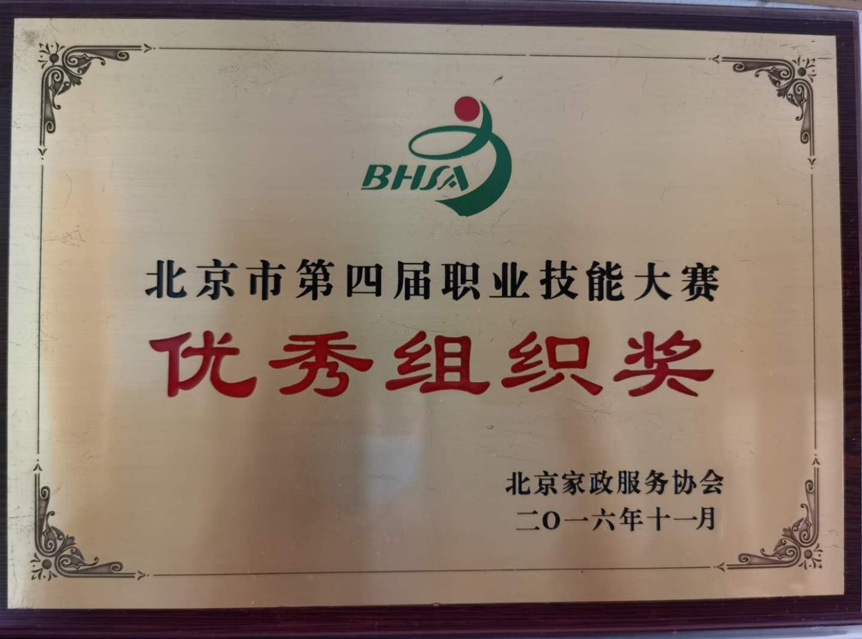 BHSA
北京市第四届职业技能大赛
优秀组织奖
北京家政服务协会
二〇一六年十一月